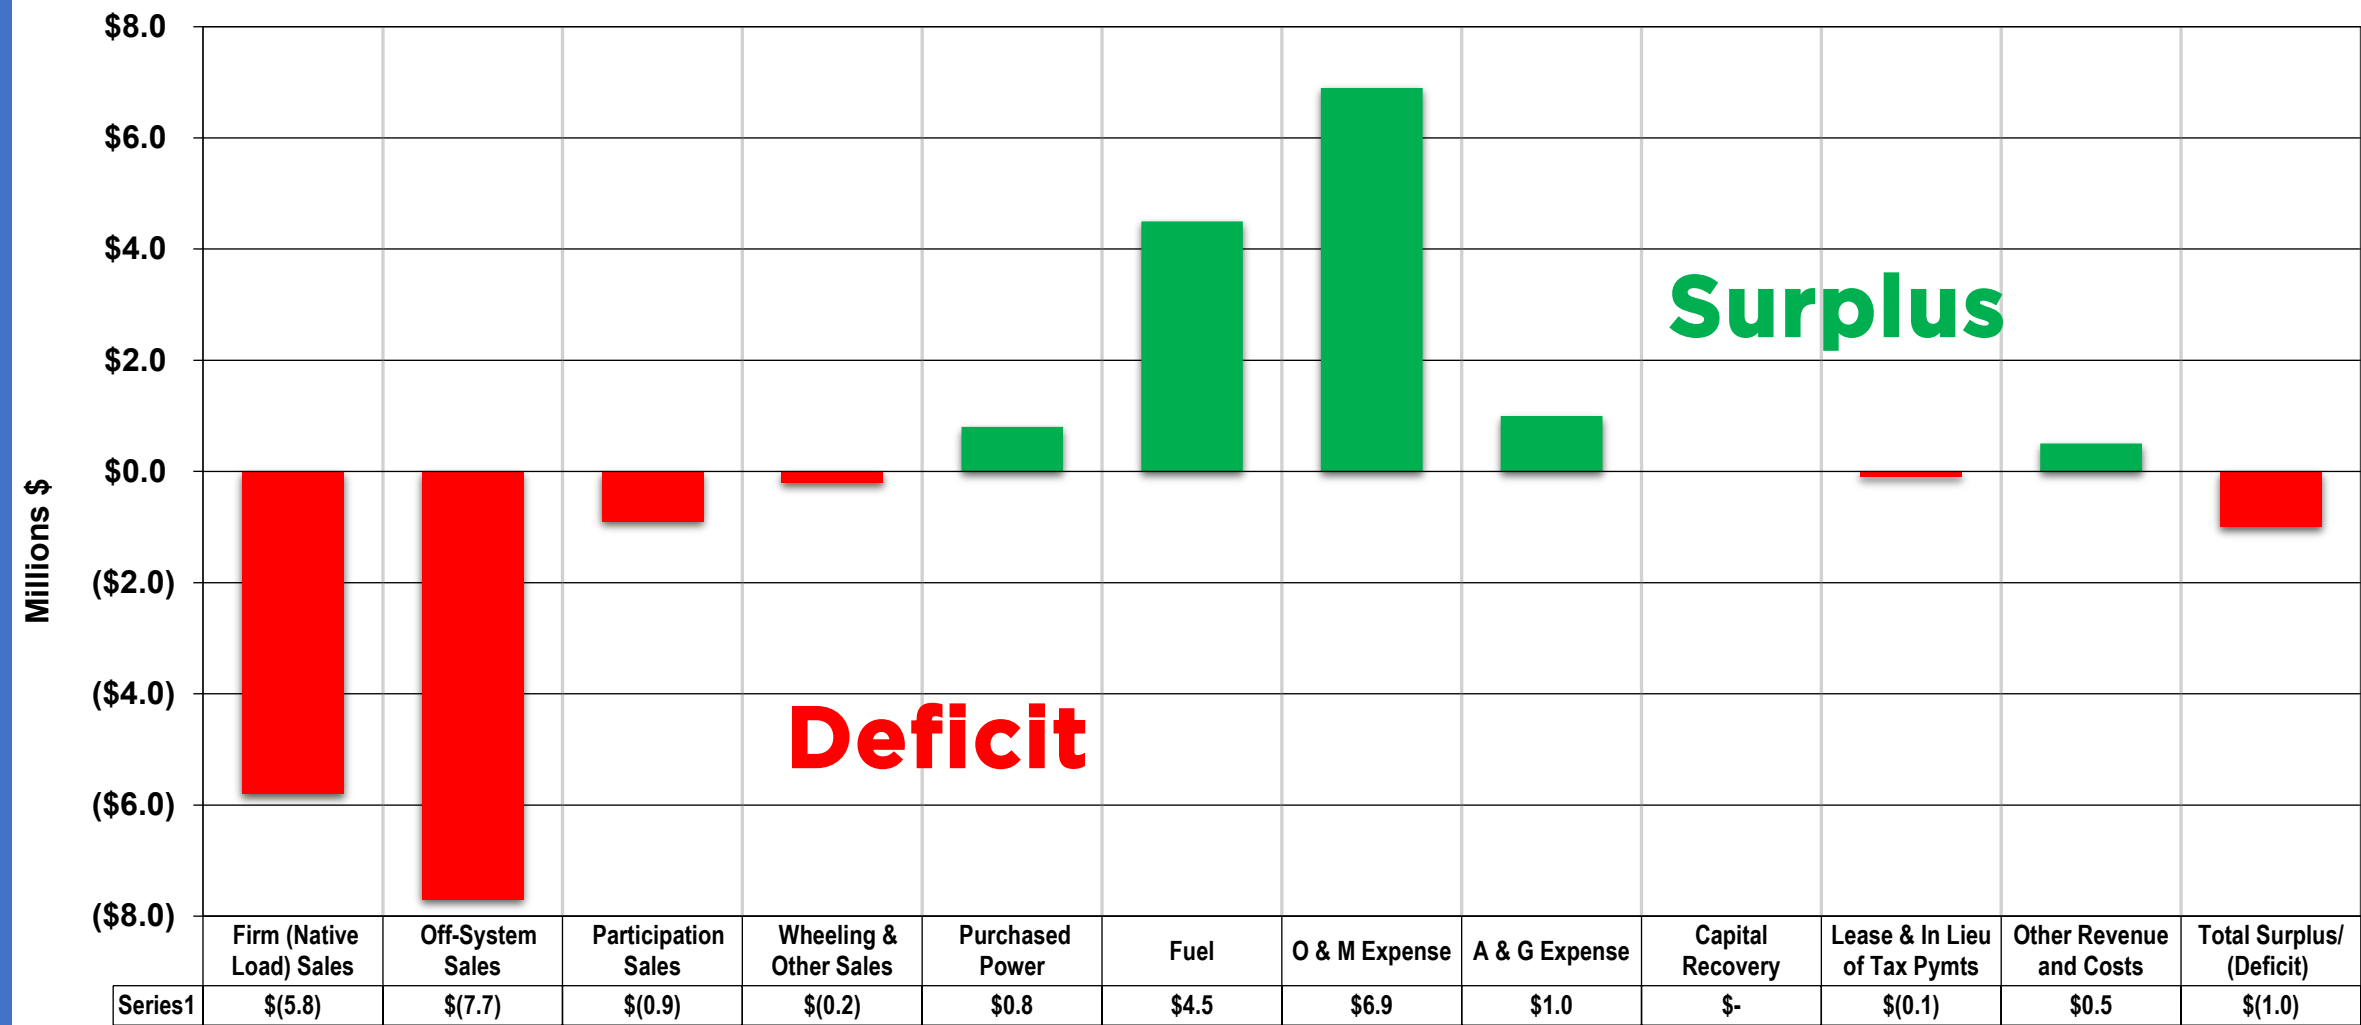 $8.0
$6.0
$4.0
$2.0
$0.0
($2.0)
($4.0)
($6.0)
($8.0)
Millions $
Surplus
Deficit
Firm (Native Load) Sales
Off-System Sales
Participation Sales
Wheeling & Other Sales
Purchased Power
Fuel
O & M Expense
A & G Expense
Capital Recovery
Lease & In Lieu of Tax Pymts
Other Revenue and Costs
Total Surplus/ (Deficit)
Series1 $(5.8) $(7.7) $(0.9) $(0.2) $0.8 $4.5 $6.9 $1.0 $- $(0.1) $0.5 $(1.0)